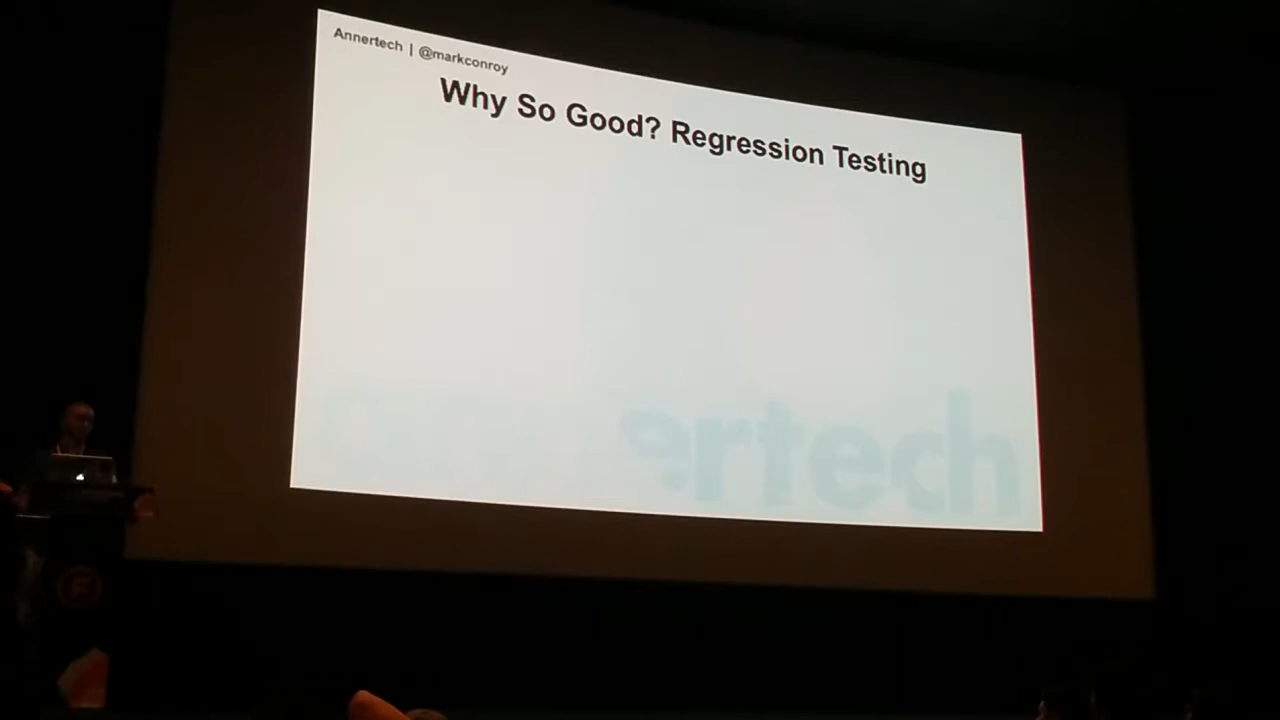 Annertech | @markconroy
Why So Good? Regression Testing
ertech